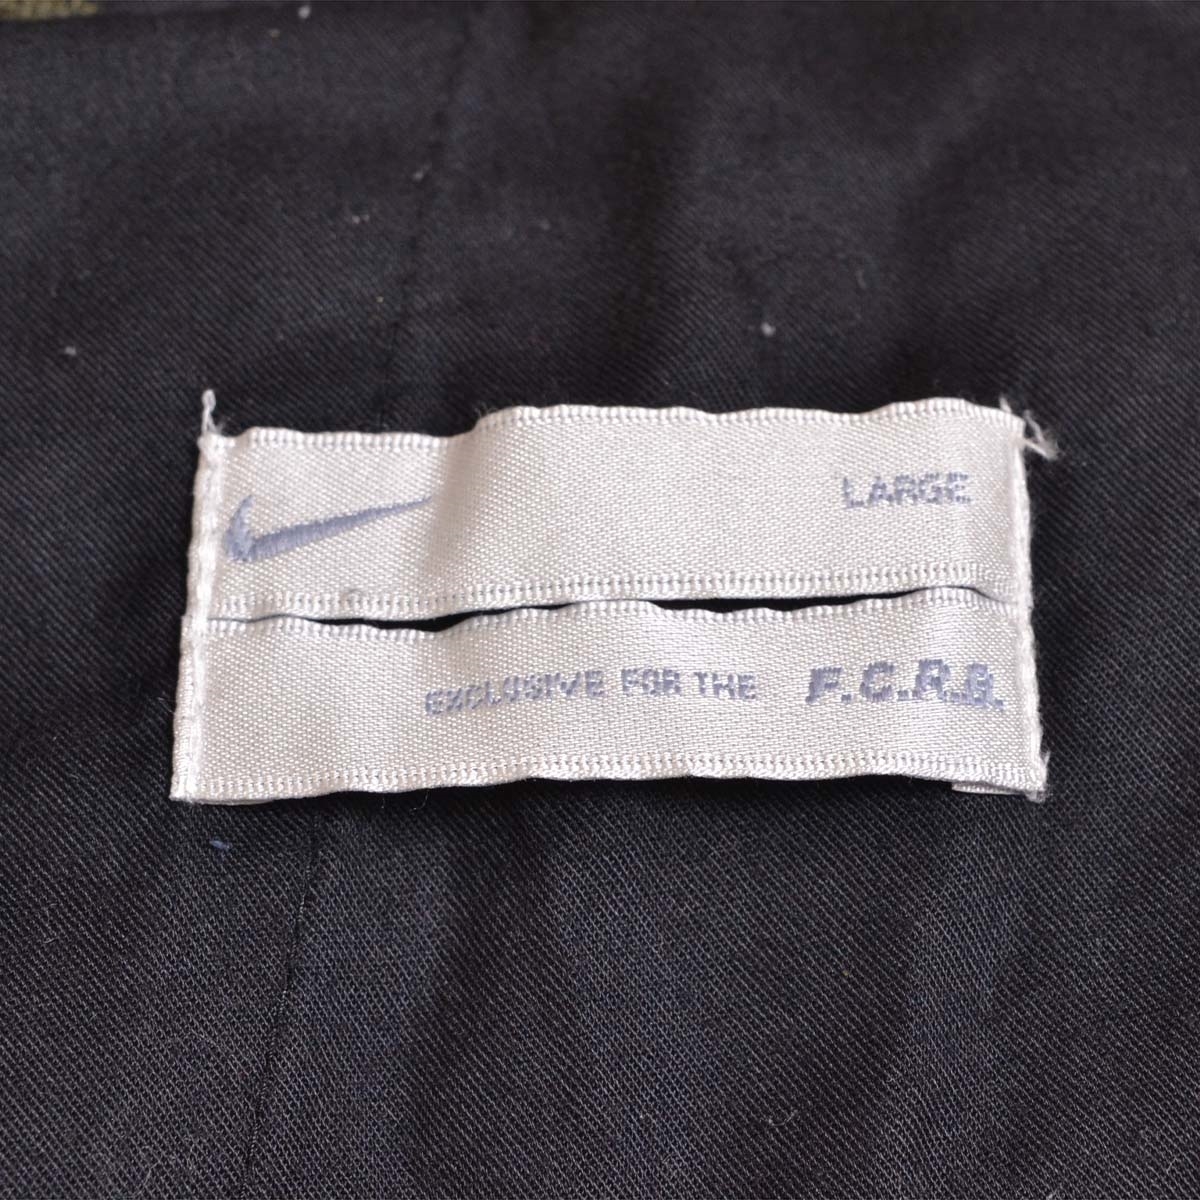 LARGE
EXCLUSIVE FOR THE F.C.R.B.